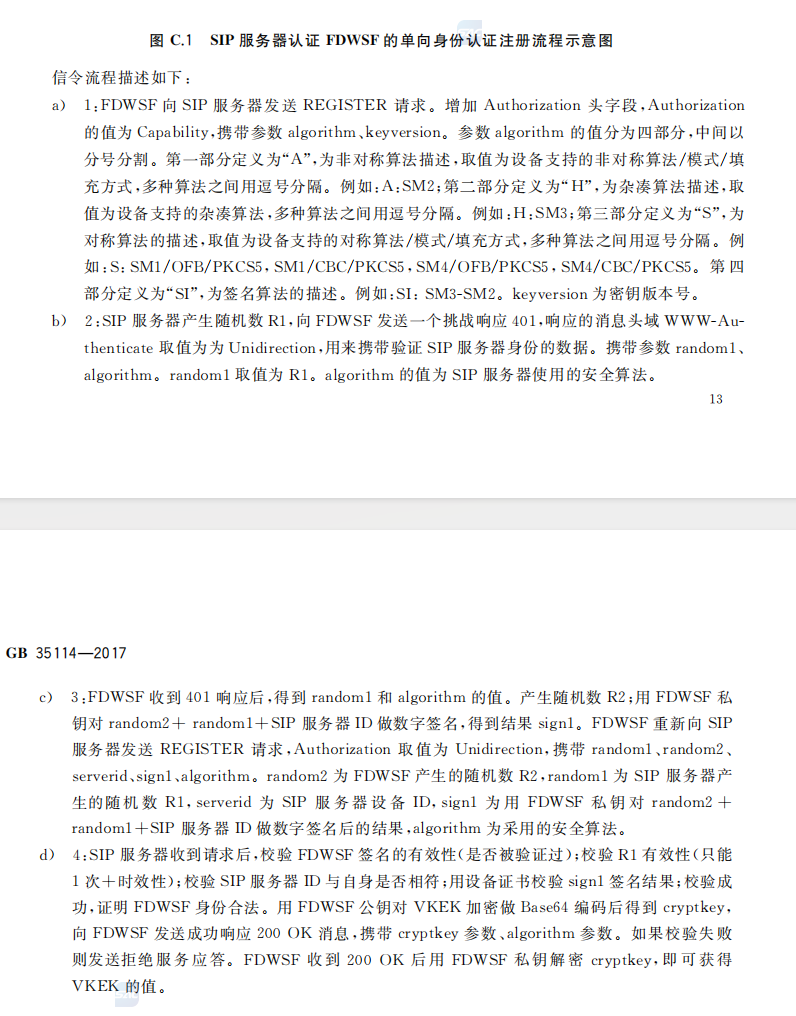 图 C.1 SIP 服务器认证 FDWSF 的单向身份认证注册流程示意图
信令流程描述如下:
a) 1:FDWSF 向 SIP 服务器发送 REGISTER 请求。增加 Authorization 头字段,Authorization
的值为 Capability,携带参数 algorithm、keyversion。参数 algorithm 的值分为四部分,中间以
分号分割。第一部分定义为“A”,为非对称算法描述,取值为设备支持的非对称算法/模式/填
充方式,多种算法之间用逗号分隔。例如:A:SM2;第二部分定义为“H”,为杂凑算法描述,取
值为设备支持的杂凑算法,多种算法之间用逗号分隔。例如:H:SM3;第三部分定义为“S”,为
对称算法的描述,取值为设备支持的对称算法/模式/填充方式,多种算法之间用逗号分隔。例
如:S:SM1/OFB/PKCS5,SM1/CBC/PKCS5,SM4/OFB/PKCS5,SM4/CBC/PKCS5。第四
部分定义为“SI”,为签名算法的描述。例如:SI:SM3-SM2。keyversion 为密钥版本号。
b) 2:SIP 服务器产生随机数 R1,向 FDWSF 发送一个挑战响应 401,响应的消息头域 WWW-Au-
thenticate 取值为为 Unidirection,用来携带验证 SIP 服务器身份的数据。携带参数 random1、
algorithm。random1 取值为 R1。algorithm 的值为 SIP 服务器使用的安全算法。
13
GB 35114—2017
c) 3:FDWSF 收到 401 响应后,得到 random1 和 algorithm 的值。产生随机数 R2;用 FDWSF 私
钥对 random2+ random1+SIP 服务器 ID 做数字签名,得到结果 sign1。FDWSF 重新向 SIP
服务器发送 REGISTER 请求,Authorization 取值为 Unidirection,携带 random1、random2、
serverid、sign1、algorithm。random2 为 FDWSF 产生的随机数 R2,random1 为 SIP 服务器产
生的随机数 R1,serverid 为 SIP 服务器设备 ID,sign1 为用 FDWSF 私钥对 random2 +
random1+SIP 服务器 ID 做数字签名后的结果,algorithm 为采用的安全算法。
d) 4:SIP 服务器收到请求后,校验 FDWSF 签名的有效性(是否被验证过);校验 R1 有效性(只能
1 次+时效性);校验 SIP 服务器 ID 与自身是否相符;用设备证书校验 sign1 签名结果;校验成
功,证明 FDWSF 身份合法。用 FDWSF 公钥对 VKEK 加密做 Base64 编码后得到 cryptkey,
向 FDWSF 发送成功响应 200 OK 消息,携带 cryptkey 参数、algorithm 参数。如果校验失败
则发送拒绝服务应答。FDWSF 收到 200 OK 后用 FDWSF 私钥解密 cryptkey,即可获得
VKEK 的值。